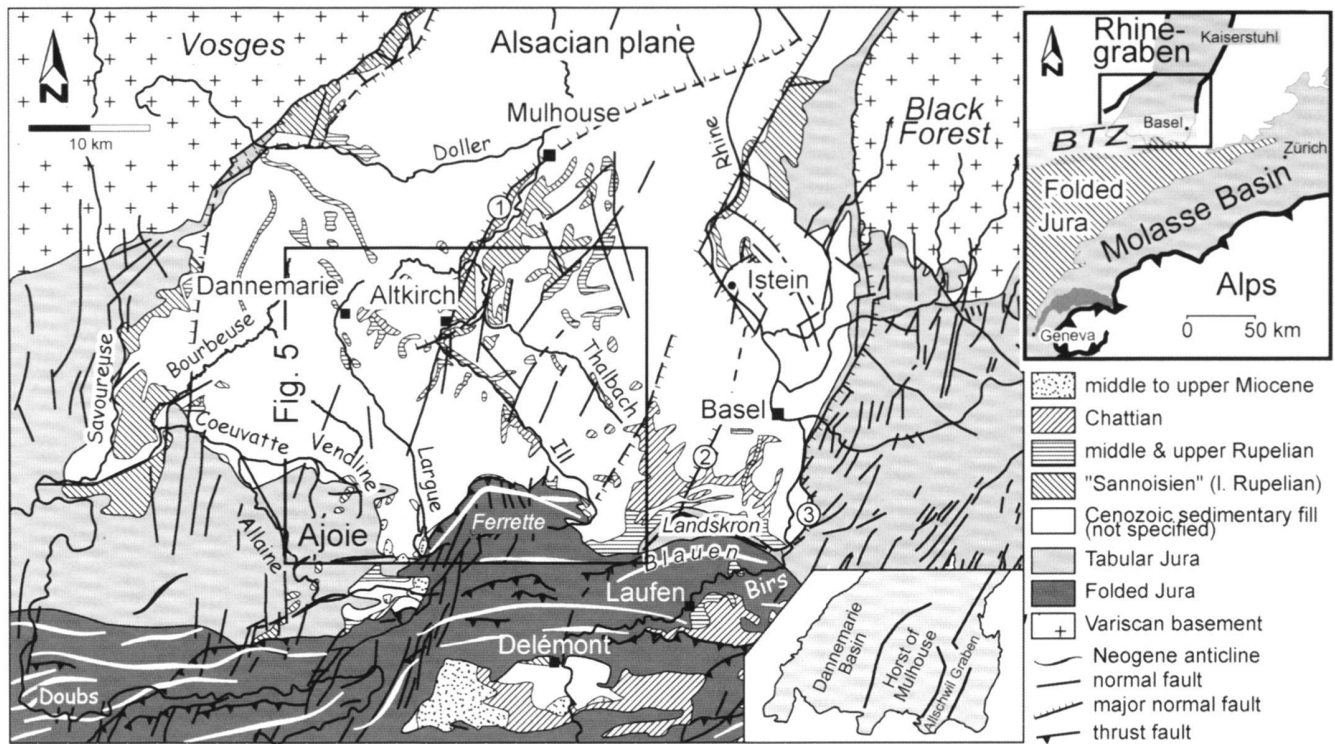 Vosges
Alsacian plane
N
10 km
Mulhouse
Doller
Rhine
Black
Forest
1
Dannemarie
Altkirch
Istein
Savoureuse
Bourbeuse
Fig. 5
Thalbach
Basel
Coeuvatte
Vendline
Largue
Ill
2
3
Allaine
Ajoie
Ferrette
Landskron
Blauen
Laufen
Birs
Delémont
Doubs
Dannemarie
Basin
Horst of
Mulhouse
Allschwil Graben
Rhine-
graben
Kaiserstuhl
N
BTZ
Basel
Zürich
Folded
Jura
Molasse Basin
Alps
Geneva
0 50 km
middle to upper Miocene
Chattian
middle & upper Rupelian
"Sannoisien" (l. Rupelian)
Cenozoic sedimentary fill
(not specified)
Tabular Jura
Folded Jura
Variscan basement
Neogene anticline
normal fault
major normal fault
thrust fault